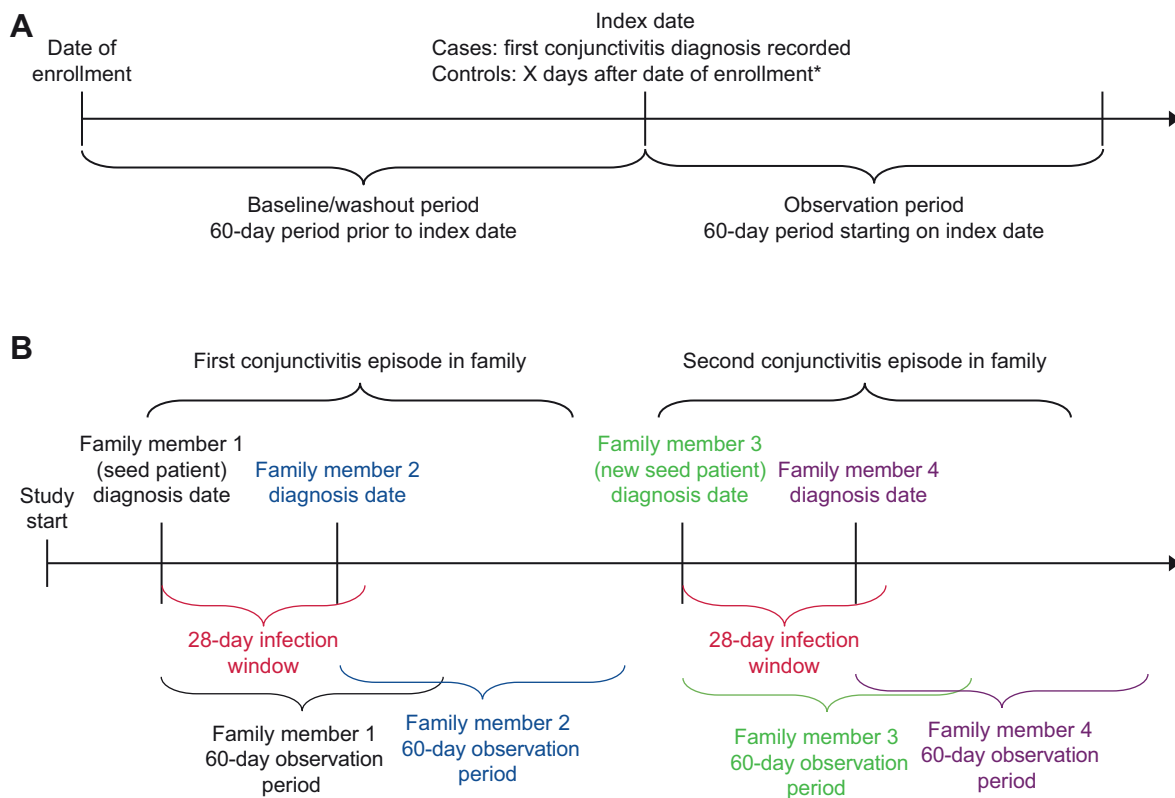 A
Date of
enrollment
Index date
Cases: first conjunctivitis diagnosis recorded
Controls: X days after date of enrollment*
Baseline/washout period
60-day period prior to index date
Observation period
60-day period starting on index date
B
First conjunctivitis episode in family
Second conjunctivitis episode in family
Study
start
Family member 1
(seed patient)
diagnosis date
Family member 2
diagnosis date
Family member 3
(new seed patient)
diagnosis date
Family member 4
diagnosis date
28-day infection
window
28-day infection
window
Family member 1
60-day observation
period
Family member 2
60-day observation
period
Family member 3
60-day observation
period
Family member 4
60-day observation
period